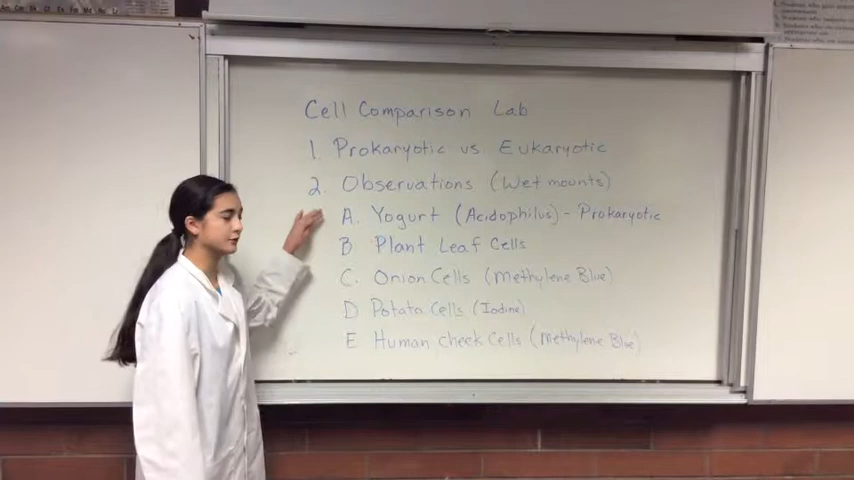 Cell Comparison Lab
1. Prokaryotic vs Eukaryotic
2. Observations (Wet mounts)
A. Yogurt (Acidophilus) - Prokaryotic
B Plant Leaf Cells
C. Onion Cells (Methylene Blue)
D Potato Cells (Iodine)
E Human Cheek Cells (Methylene Blue)